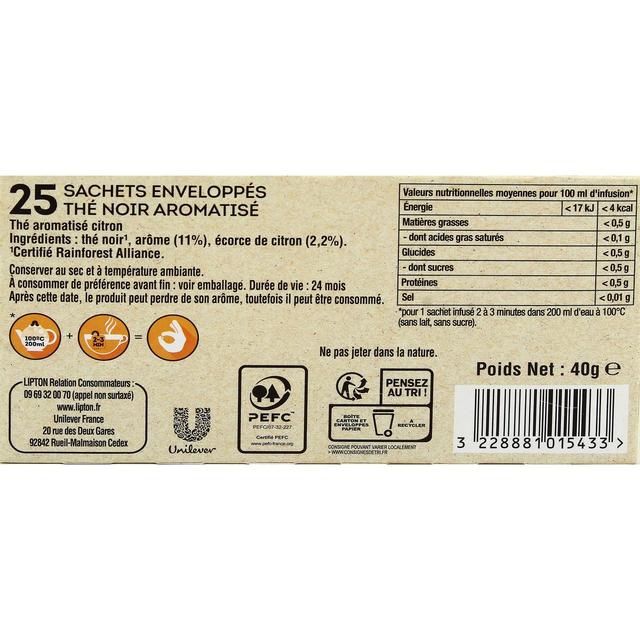 25 SACHETS ENVELOPPÉS
THÉ NOIR AROMATISÉ
Thé aromatisé citron
Ingrédients : thé noir¹, arôme (11%), écorce de citron (2,2%).
¹Certifié Rainforest Alliance.
Conserver au sec et à température ambiante.
À consommer de préférence avant fin : voir emballage. Durée de vie : 24 mois
Après cette date, le produit peut perdre de son arôme, toutefois il peut être consommé.
*
100ºC
200ml
+
2-3
MIN
=
Valeurs nutritionnelles moyennes pour 100 ml d'infusion*
Énergie < 17 kJ < 4 kcal
Matières grasses < 0,5 g
- dont acides gras saturés < 0,1 g
Glucides < 0,5 g
- dont sucres < 0,5 g
Protéines < 0,5 g
Sel < 0,01 g
*pour 1 sachet infusé 2 à 3 minutes dans 200 ml d'eau à 100°C
(sans lait, sans sucre).
Ne pas jeter dans la nature.
Poids Net : 40g ℮
LIPTON Relation Consommateurs :
09 69 32 00 70 (appel non surtaxé)
www.lipton.fr
Unilever France
20 rue des Deux Gares
92842 Rueil-Malmaison Cedex
Unilever
PEFC™
PEFC/07-32-227
Certifié PEFC
www.pefc-france.org
PENSEZ
AU TRI !
BOÎTE
CARTON ET
ENVELOPPES
PAPIER
À
RECYCLER
CONSIGNE POUVANT VARIER LOCALEMENT
> WWW.CONSIGNESDETRI.FR
3 228881 015433 >